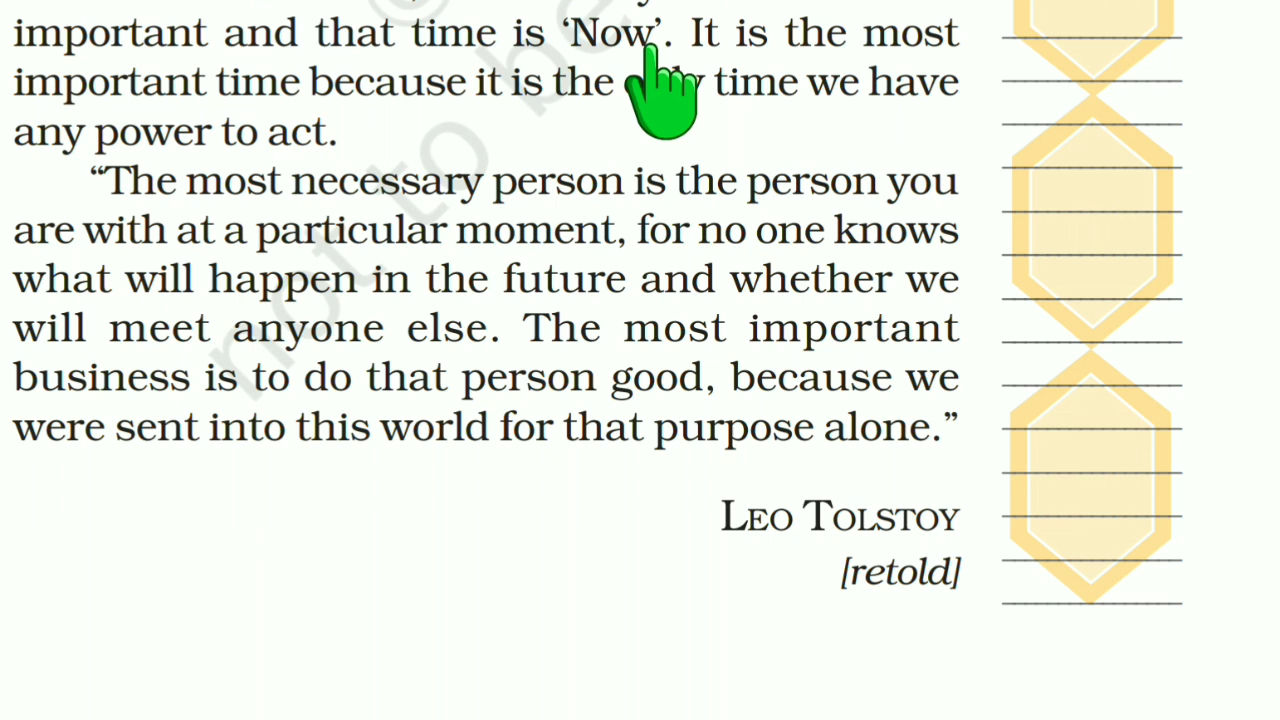 important and that time is ‘Now’. It is the most
important time because it is the time we have
any power to act.
“The most necessary person is the person you
are with at a particular moment, for no one knows
what will happen in the future and whether we
will meet anyone else. The most important
business is to do that person good, because we
were sent into this world for that purpose alone.”
LEO TOLSTOY
[retold]
not to be